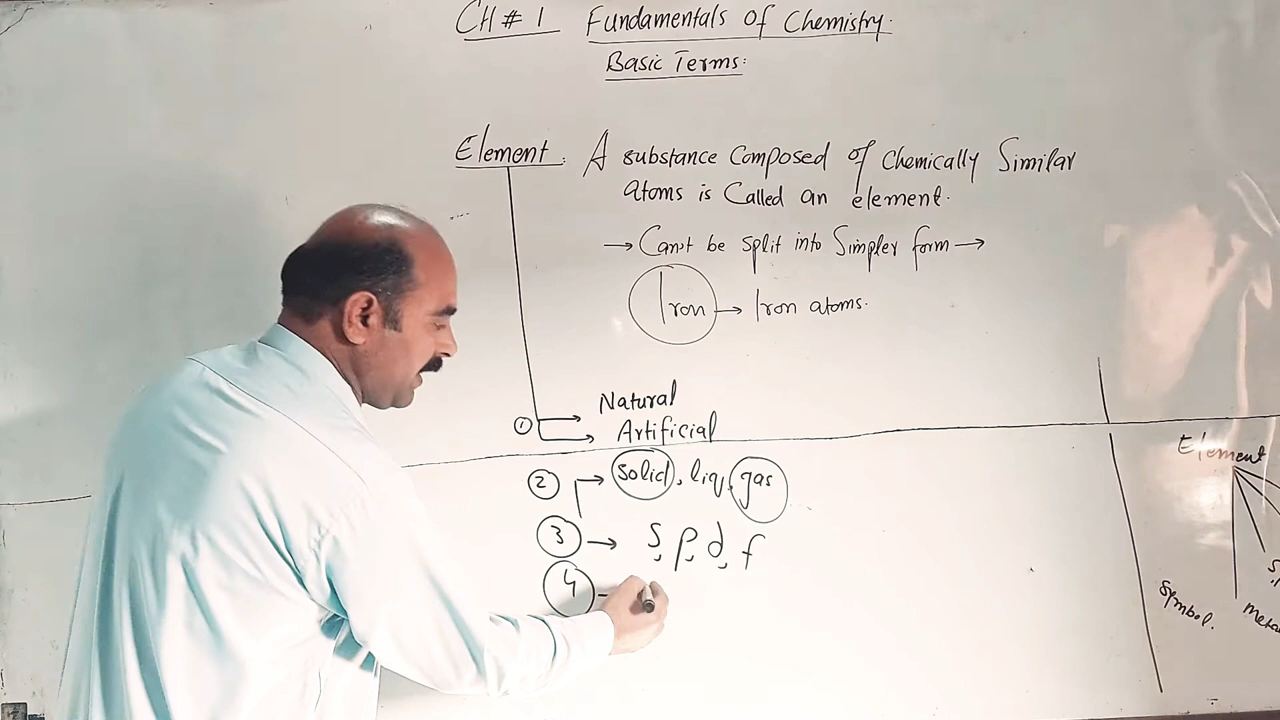 CH # 1 Fundamentals of Chemistry.
Basic Terms:
Element: A substance Composed of Chemically Similar
atoms is Called an element.
→ Can't be split into Simpler form →
Iron → Iron atoms.
① Natural
Artificial
② → solid, liq, gas
③ → s, p, d, f
④ –
Element
Symbol.